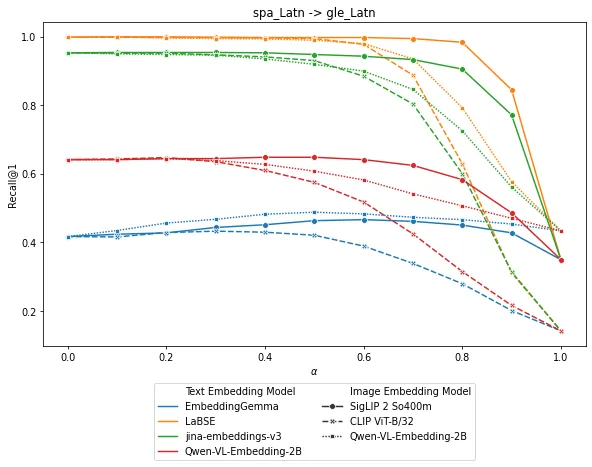 spa_Latn -> gle_Latn
Recall@1
1.0
0.8
0.6
0.4
0.2
0.0 0.2 0.4 0.6 0.8 1.0
α
Text Embedding Model Image Embedding Model
EmbeddingGemma SigLIP 2 So400m
LaBSE CLIP ViT-B/32
jina-embeddings-v3 Qwen-VL-Embedding-2B
Qwen-VL-Embedding-2B